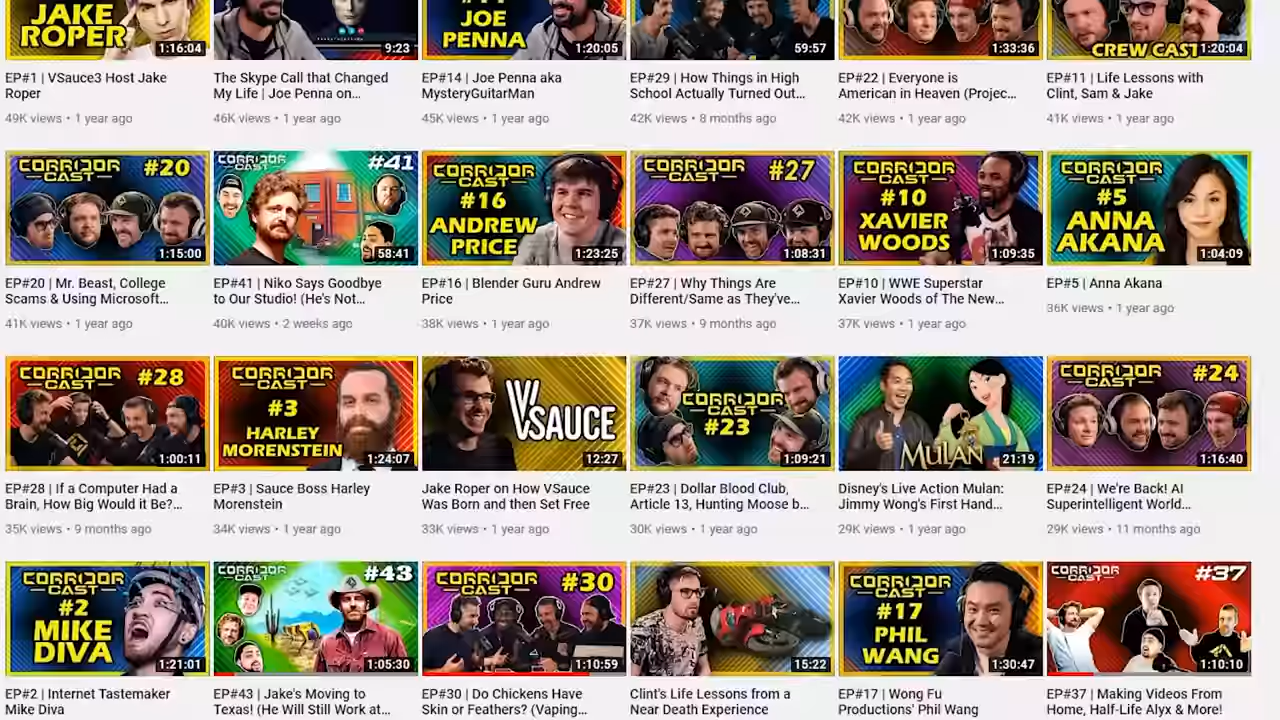 JAKE
ROPER
1:16:04
9:23
JOE
PENNA
1:20:05
59:57
1:33:36
CREW CAST
1:20:04
EP#1 | VSauce3 Host Jake
Roper
49K views • 1 year ago
The Skype Call that Changed
My Life | Joe Penna on...
46K views • 1 year ago
EP#14 | Joe Penna aka
MysteryGuitarMan
45K views • 1 year ago
EP#29 | How Things in High
School Actually Turned Out...
42K views • 8 months ago
EP#22 | Everyone is
American in Heaven (Projec...
42K views • 1 year ago
EP#11 | Life Lessons with
Clint, Sam & Jake
41K views • 1 year ago
CORRIDOR
CAST
#20
1:15:00
CORRIDOR
CAST
#41
58:41
CORRIDOR
CAST
#16
ANDREW
PRICE
1:23:25
CORRIDOR
CAST
#27
1:08:31
CORRIDOR
CAST
#10
XAVIER
WOODS
1:09:35
CORRIDOR
CAST
#5
ANNA
AKANA
1:04:09
EP#20 | Mr. Beast, College
Scams & Using Microsoft...
41K views • 1 year ago
EP#41 | Niko Says Goodbye
to Our Studio! (He's Not...
40K views • 2 weeks ago
EP#16 | Blender Guru Andrew
Price
38K views • 1 year ago
EP#27 | Why Things Are
Different/Same as They've...
37K views • 9 months ago
EP#10 | WWE Superstar
Xavier Woods of The New...
37K views • 1 year ago
EP#5 | Anna Akana
36K views • 1 year ago
CORRIDOR
CAST
#28
1:00:11
CORRIDOR
CAST
#3
HARLEY
MORENSTEIN
1:24:07
VSAUCE
12:27
CORRIDOR
CAST
#23
1:09:21
MULAN
21:19
CORRIDOR
CAST
#24
1:16:40
EP#28 | If a Computer Had a
Brain, How Big Would it Be?...
35K views • 9 months ago
EP#3 | Sauce Boss Harley
Morenstein
34K views • 1 year ago
Jake Roper on How VSauce
Was Born and then Set Free
33K views • 1 year ago
EP#23 | Dollar Blood Club,
Article 13, Hunting Moose b...
30K views • 1 year ago
Disney's Live Action Mulan:
Jimmy Wong's First Hand...
29K views • 1 year ago
EP#24 | We're Back! AI
Superintelligent World...
29K views • 11 months ago
CORRIDOR
CAST
#2
MIKE
DIVA
1:21:01
CORRIDOR
CAST
#43
1:05:30
CORRIDOR
CAST
#30
1:10:59
15:22
CORRIDOR
CAST
#17
PHIL
WANG
1:30:47
CORRIDOR
CAST
#37
1:10:10
EP#2 | Internet Tastemaker
Mike Diva
EP#43 | Jake's Moving to
Texas! (He Will Still Work at...
EP#30 | Do Chickens Have
Skin or Feathers? (Vaping...
Clint's Life Lessons from a
Near Death Experience
EP#17 | Wong Fu
Productions' Phil Wang
EP#37 | Making Videos From
Home, Half-Life Alyx & More!